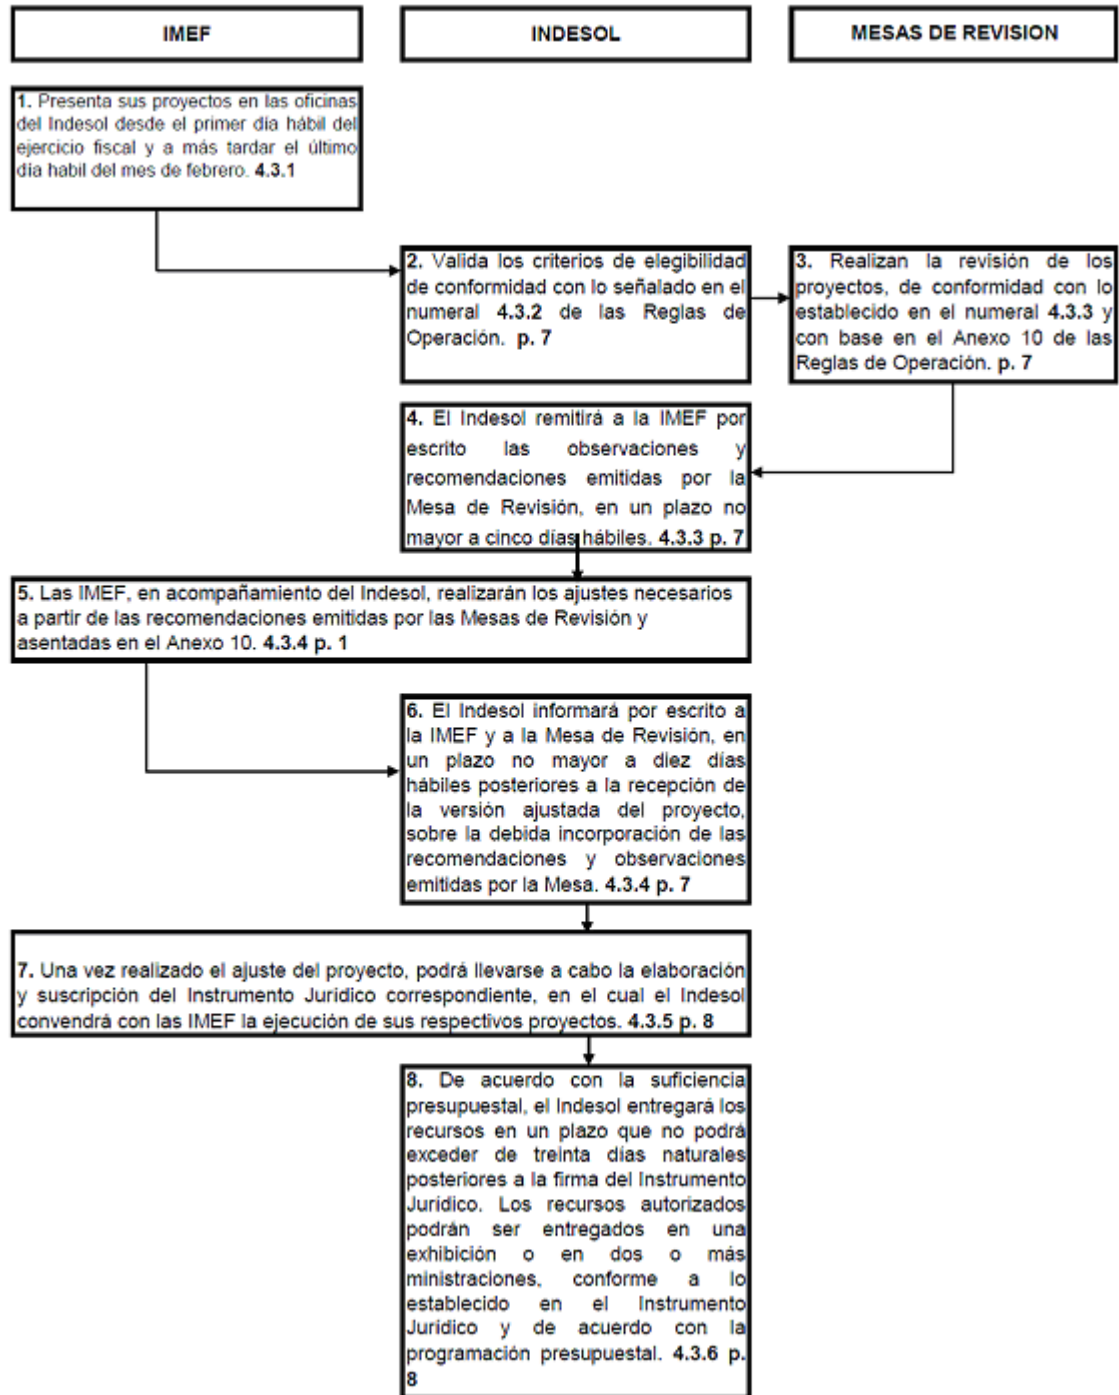 IMEF
INDESOL
MESAS DE REVISION
1. Presenta sus proyectos en las oficinas
del Indesol desde el primer día hábil del
ejercicio fiscal y a más tardar el último
día habil del mes de febrero. 4.3.1
2. Valida los criterios de elegibilidad
de conformidad con lo señalado en el
numeral 4.3.2 de las Reglas de
Operación. p. 7
3. Realizan la revisión de los
proyectos, de conformidad con lo
establecido en el numeral 4.3.3 y
con base en el Anexo 10 de las
Reglas de Operación. p. 7
4. El Indesol remitirá a la IMEF por
escrito las observaciones y
recomendaciones emitidas por la
Mesa de Revisión, en un plazo no
mayor a cinco días hábiles. 4.3.3 p. 7
5. Las IMEF, en acompañamiento del Indesol, realizarán los ajustes necesarios
a partir de las recomendaciones emitidas por las Mesas de Revisión y
asentadas en el Anexo 10. 4.3.4 p. 1
6. El Indesol informará por escrito a
la IMEF y a la Mesa de Revisión, en
un plazo no mayor a diez días
hábiles posteriores a la recepción de
la versión ajustada del proyecto,
sobre la debida incorporación de las
recomendaciones y observaciones
emitidas por la Mesa. 4.3.4 p. 7
7. Una vez realizado el ajuste del proyecto, podrá llevarse a cabo la elaboración
y suscripción del Instrumento Jurídico correspondiente, en el cual el Indesol
convendrá con las IMEF la ejecución de sus respectivos proyectos. 4.3.5 p. 8
8. De acuerdo con la suficiencia
presupuestal, el Indesol entregará los
recursos en un plazo que no podrá
exceder de treinta días naturales
posteriores a la firma del Instrumento
Jurídico. Los recursos autorizados
podrán ser entregados en una
exhibición o en dos o más
ministraciones, conforme a lo
establecido en el Instrumento
Jurídico y de acuerdo con la
programación presupuestal. 4.3.6 p.
8